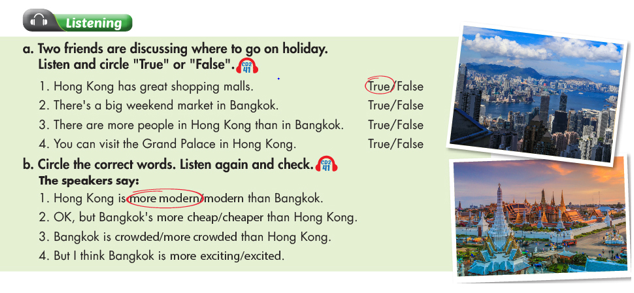 Listening
a. Two friends are discussing where to go on holiday.
Listen and circle "True" or "False". CD2 41
1. Hong Kong has great shopping malls. True/False
2. There's a big weekend market in Bangkok. True/False
3. There are more people in Hong Kong than in Bangkok. True/False
4. You can visit the Grand Palace in Hong Kong. True/False
b. Circle the correct words. Listen again and check. CD2 41
The speakers say:
1. Hong Kong is more modern/modern than Bangkok.
2. OK, but Bangkok's more cheap/cheaper than Hong Kong.
3. Bangkok is crowded/more crowded than Hong Kong.
4. But I think Bangkok is more exciting/excited.